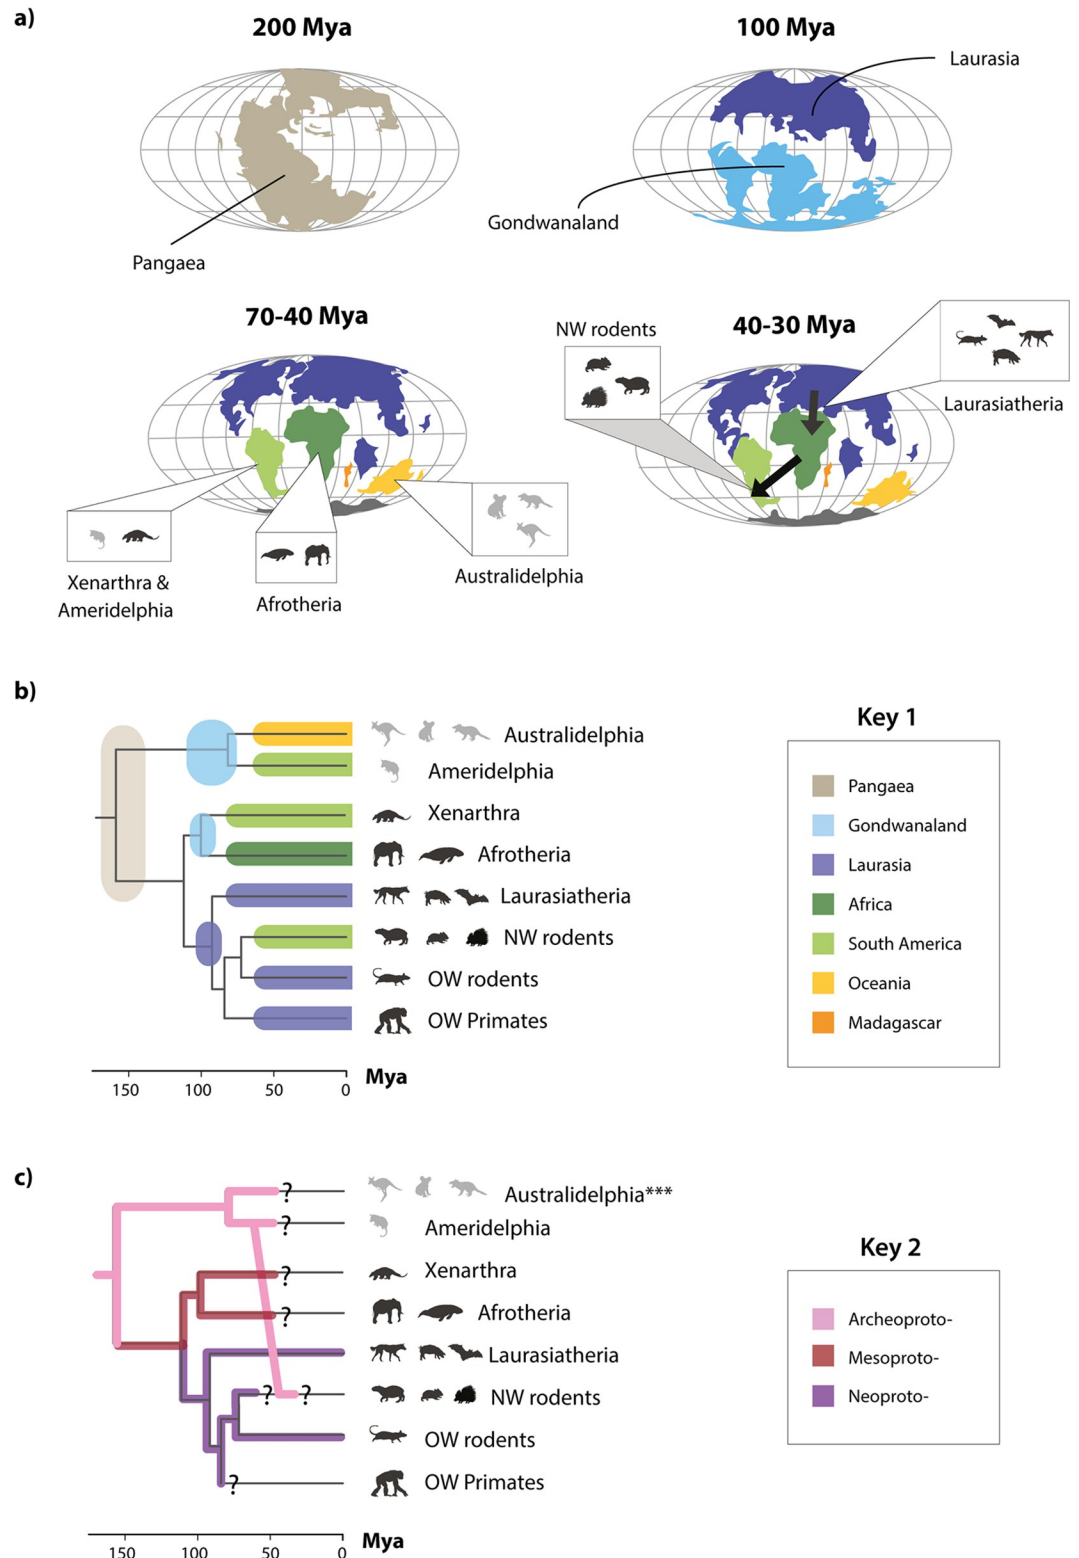 a)
200 Mya
100 Mya
Laurasia
Gondwanaland
Pangaea
70-40 Mya
NW rodents
40-30 Mya
Laurasiatheria
Xenarthra &
Ameridelphia
Afrotheria
Australidelphia
b)
Key 1
Australidelphia
Ameridelphia
Xenarthra
Afrotheria
Laurasiatheria
NW rodents
OW rodents
OW Primates
Pangaea
Gondwanaland
Laurasia
Africa
South America
Oceania
Madagascar
150 100 50 0 Mya
c)
? Australidelphia***
? Ameridelphia
? Xenarthra
? Afrotheria
Laurasiatheria
? ? NW rodents
OW rodents
? OW Primates
Key 2
Archeoproto-
Mesoproto-
Neoproto-
150 100 50 0 Mya